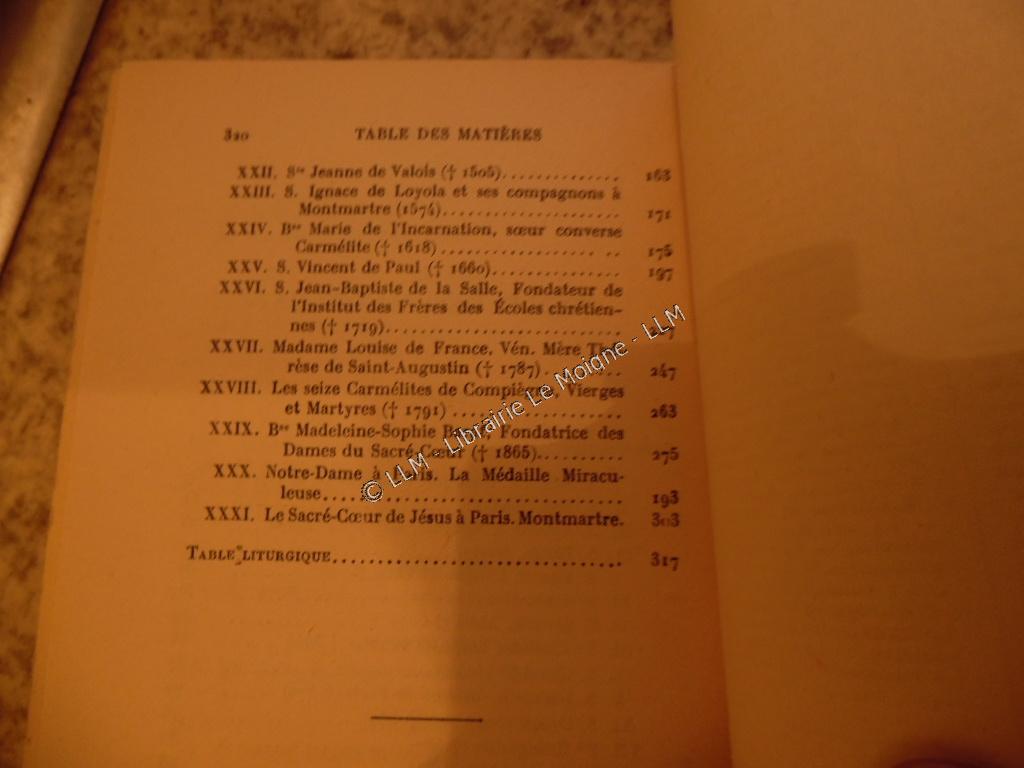 320 TABLE DES MATIÈRES
XXII. Ste Jeanne de Valois († 1505).............. 163
XXIII. S. Ignace de Loyola et ses compagnons à
Montmartre (1574)..................... 171
XXIV. Bse Marie de l'Incarnation, sœur converse
Carmélite († 1618).................. .. 175
XXV. S. Vincent de Paul († 1660)............... 197
XXVI. S. Jean-Baptiste de la Salle, Fondateur de
l'Institut des Frères des Écoles chrétien-
nes († 1719)............................
XXVII. Madame Louise de France, Vén. Mère Thé-
rèse de Saint-Augustin († 1787).......... 247
XXVIII. Les seize Carmélites de Compiègne, Vierges
et Martyres († 1791).................... 263
XXIX. Bse Madeleine-Sophie Fondatrice des
Dames du Sacré-Cœur († 1865).......... 275
XXX. Notre-Dame à Paris. La Médaille Miracu-
leuse................................... 193
XXXI. Le Sacré-Cœur de Jésus à Paris. Montmartre. 303
TABLE LITURGIQUE................................ 317
© LLM - Librairie Le Moigne - LLM